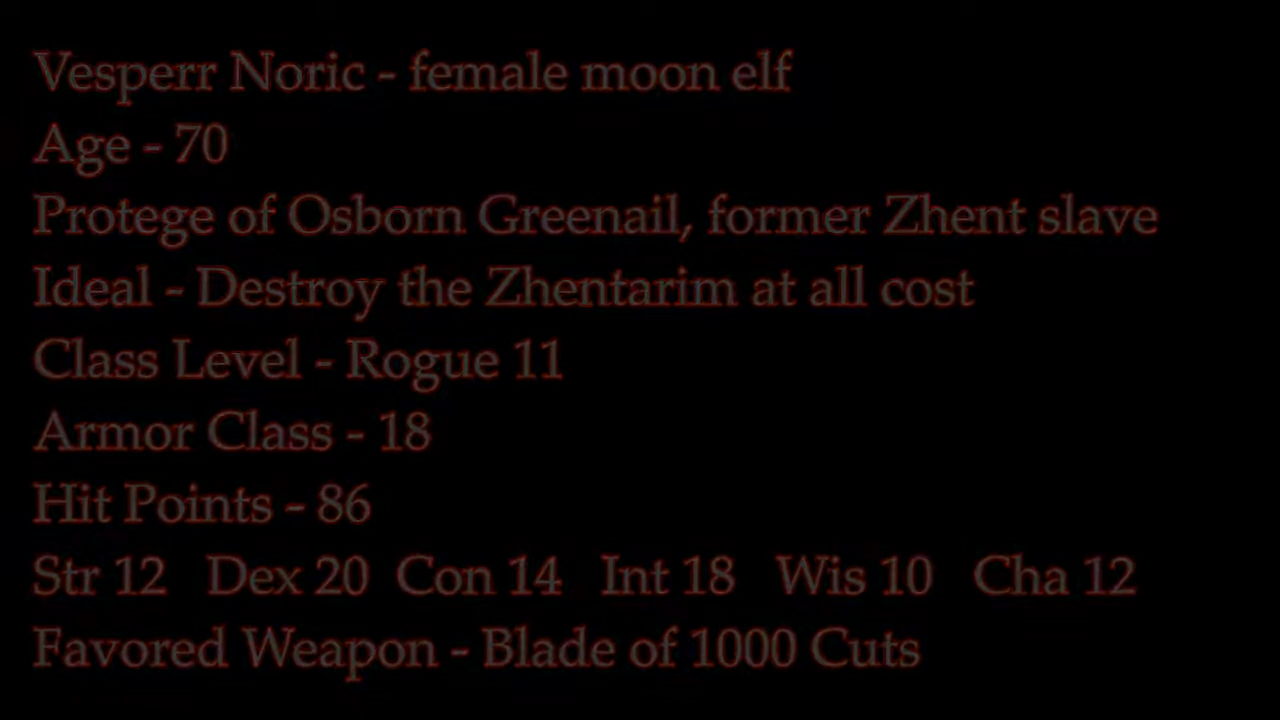 Vesperr Noric - female moon elf
Age - 70
Protege of Osborn Greenail, former Zhent slave
Ideal - Destroy the Zhentarim at all cost
Class Level - Rogue 11
Armor Class - 18
Hit Points - 86
Str 12 Dex 20 Con 14 Int 18 Wis 10 Cha 12
Favored Weapon - Blade of 1000 Cuts